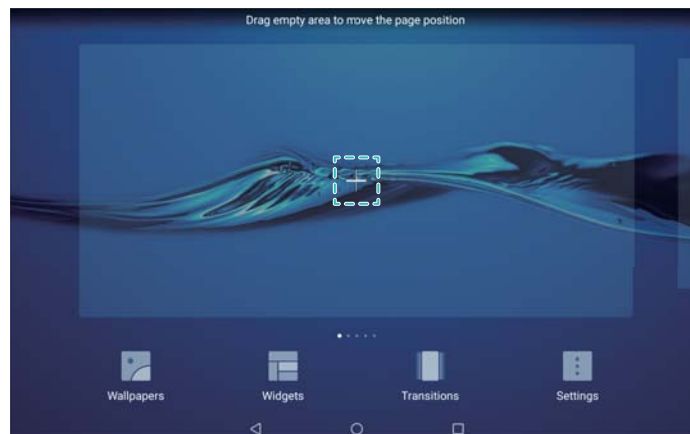 Drag empty area to move the page position
Wallpapers Widgets Transitions Settings